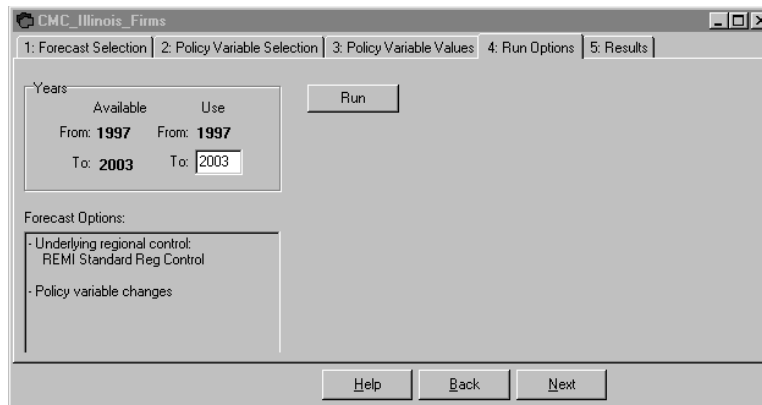 CMC_Illinois_Firms
1: Forecast Selection 2: Policy Variable Selection 3: Policy Variable Values 4: Run Options 5: Results
Years
Available Use
From: 1997 From: 1997
To: 2003 To: 2003
Run
Forecast Options:
- Underlying regional control:
REMI Standard Reg Control
- Policy variable changes
Help Back Next